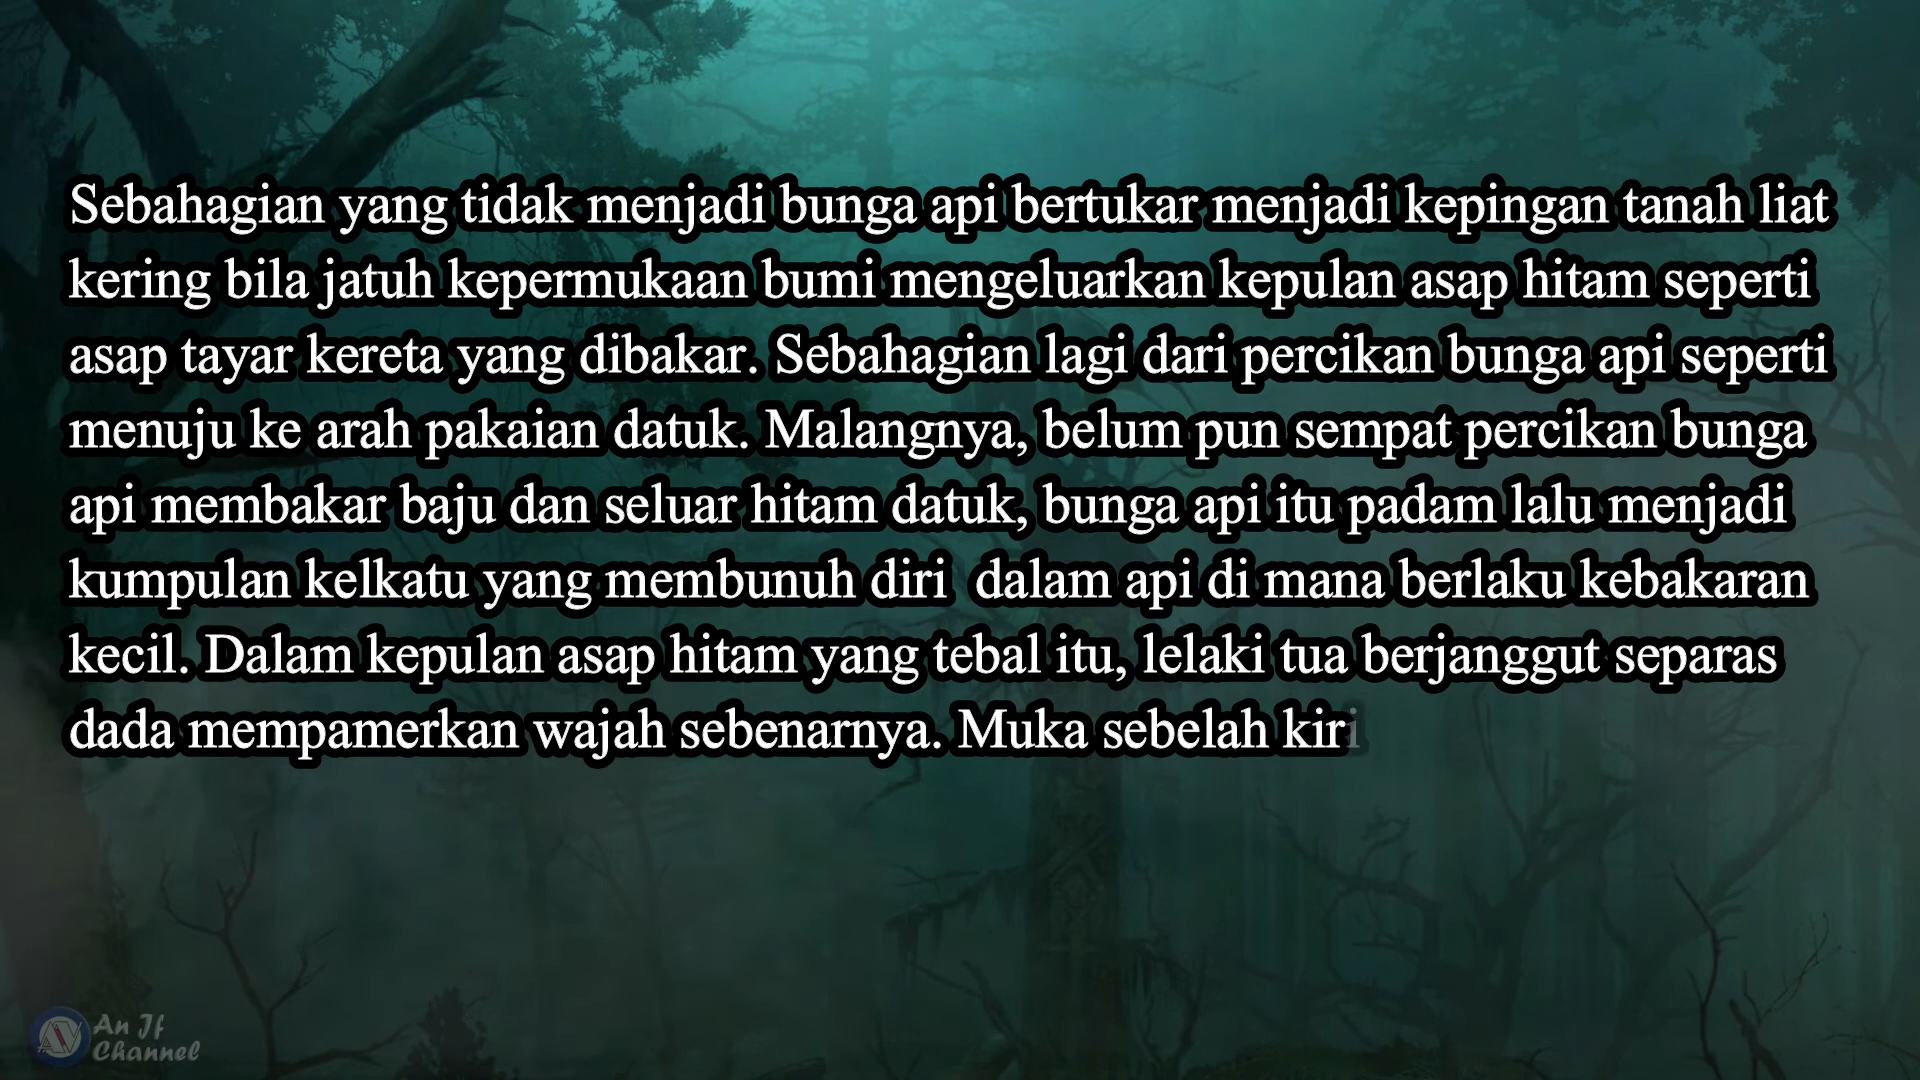 Sebahagian yang tidak menjadi bunga api bertukar menjadi kepingan tanah liat
kering bila jatuh kepermukaan bumi mengeluarkan kepulan asap hitam seperti
asap tayar kereta yang dibakar. Sebahagian lagi dari percikan bunga api seperti
menuju ke arah pakaian datuk. Malangnya, belum pun sempat percikan bunga
api membakar baju dan seluar hitam datuk, bunga api itu padam lalu menjadi
kumpulan kelkatu yang membunuh diri  dalam api di mana berlaku kebakaran
kecil. Dalam kepulan asap hitam yang tebal itu, lelaki tua berjanggut separas
dada mempamerkan wajah sebenarnya. Muka sebelah kiri
An If
Channel